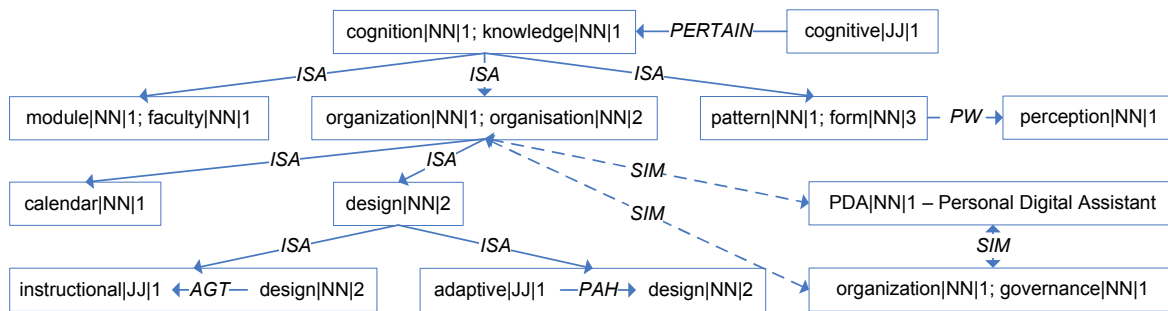 cognition|NN|1; knowledge|NN|1
PERTAIN
cognitive|JJ|1
ISA
ISA
ISA
module|NN|1; faculty|NN|1
organization|NN|1; organisation|NN|2
pattern|NN|1; form|NN|3
PW
perception|NN|1
ISA
ISA
SIM
calendar|NN|1
design|NN|2
SIM
PDA|NN|1 – Personal Digital Assistant
ISA
ISA
SIM
instructional|JJ|1
AGT
design|NN|2
adaptive|JJ|1
PAH
design|NN|2
organization|NN|1; governance|NN|1